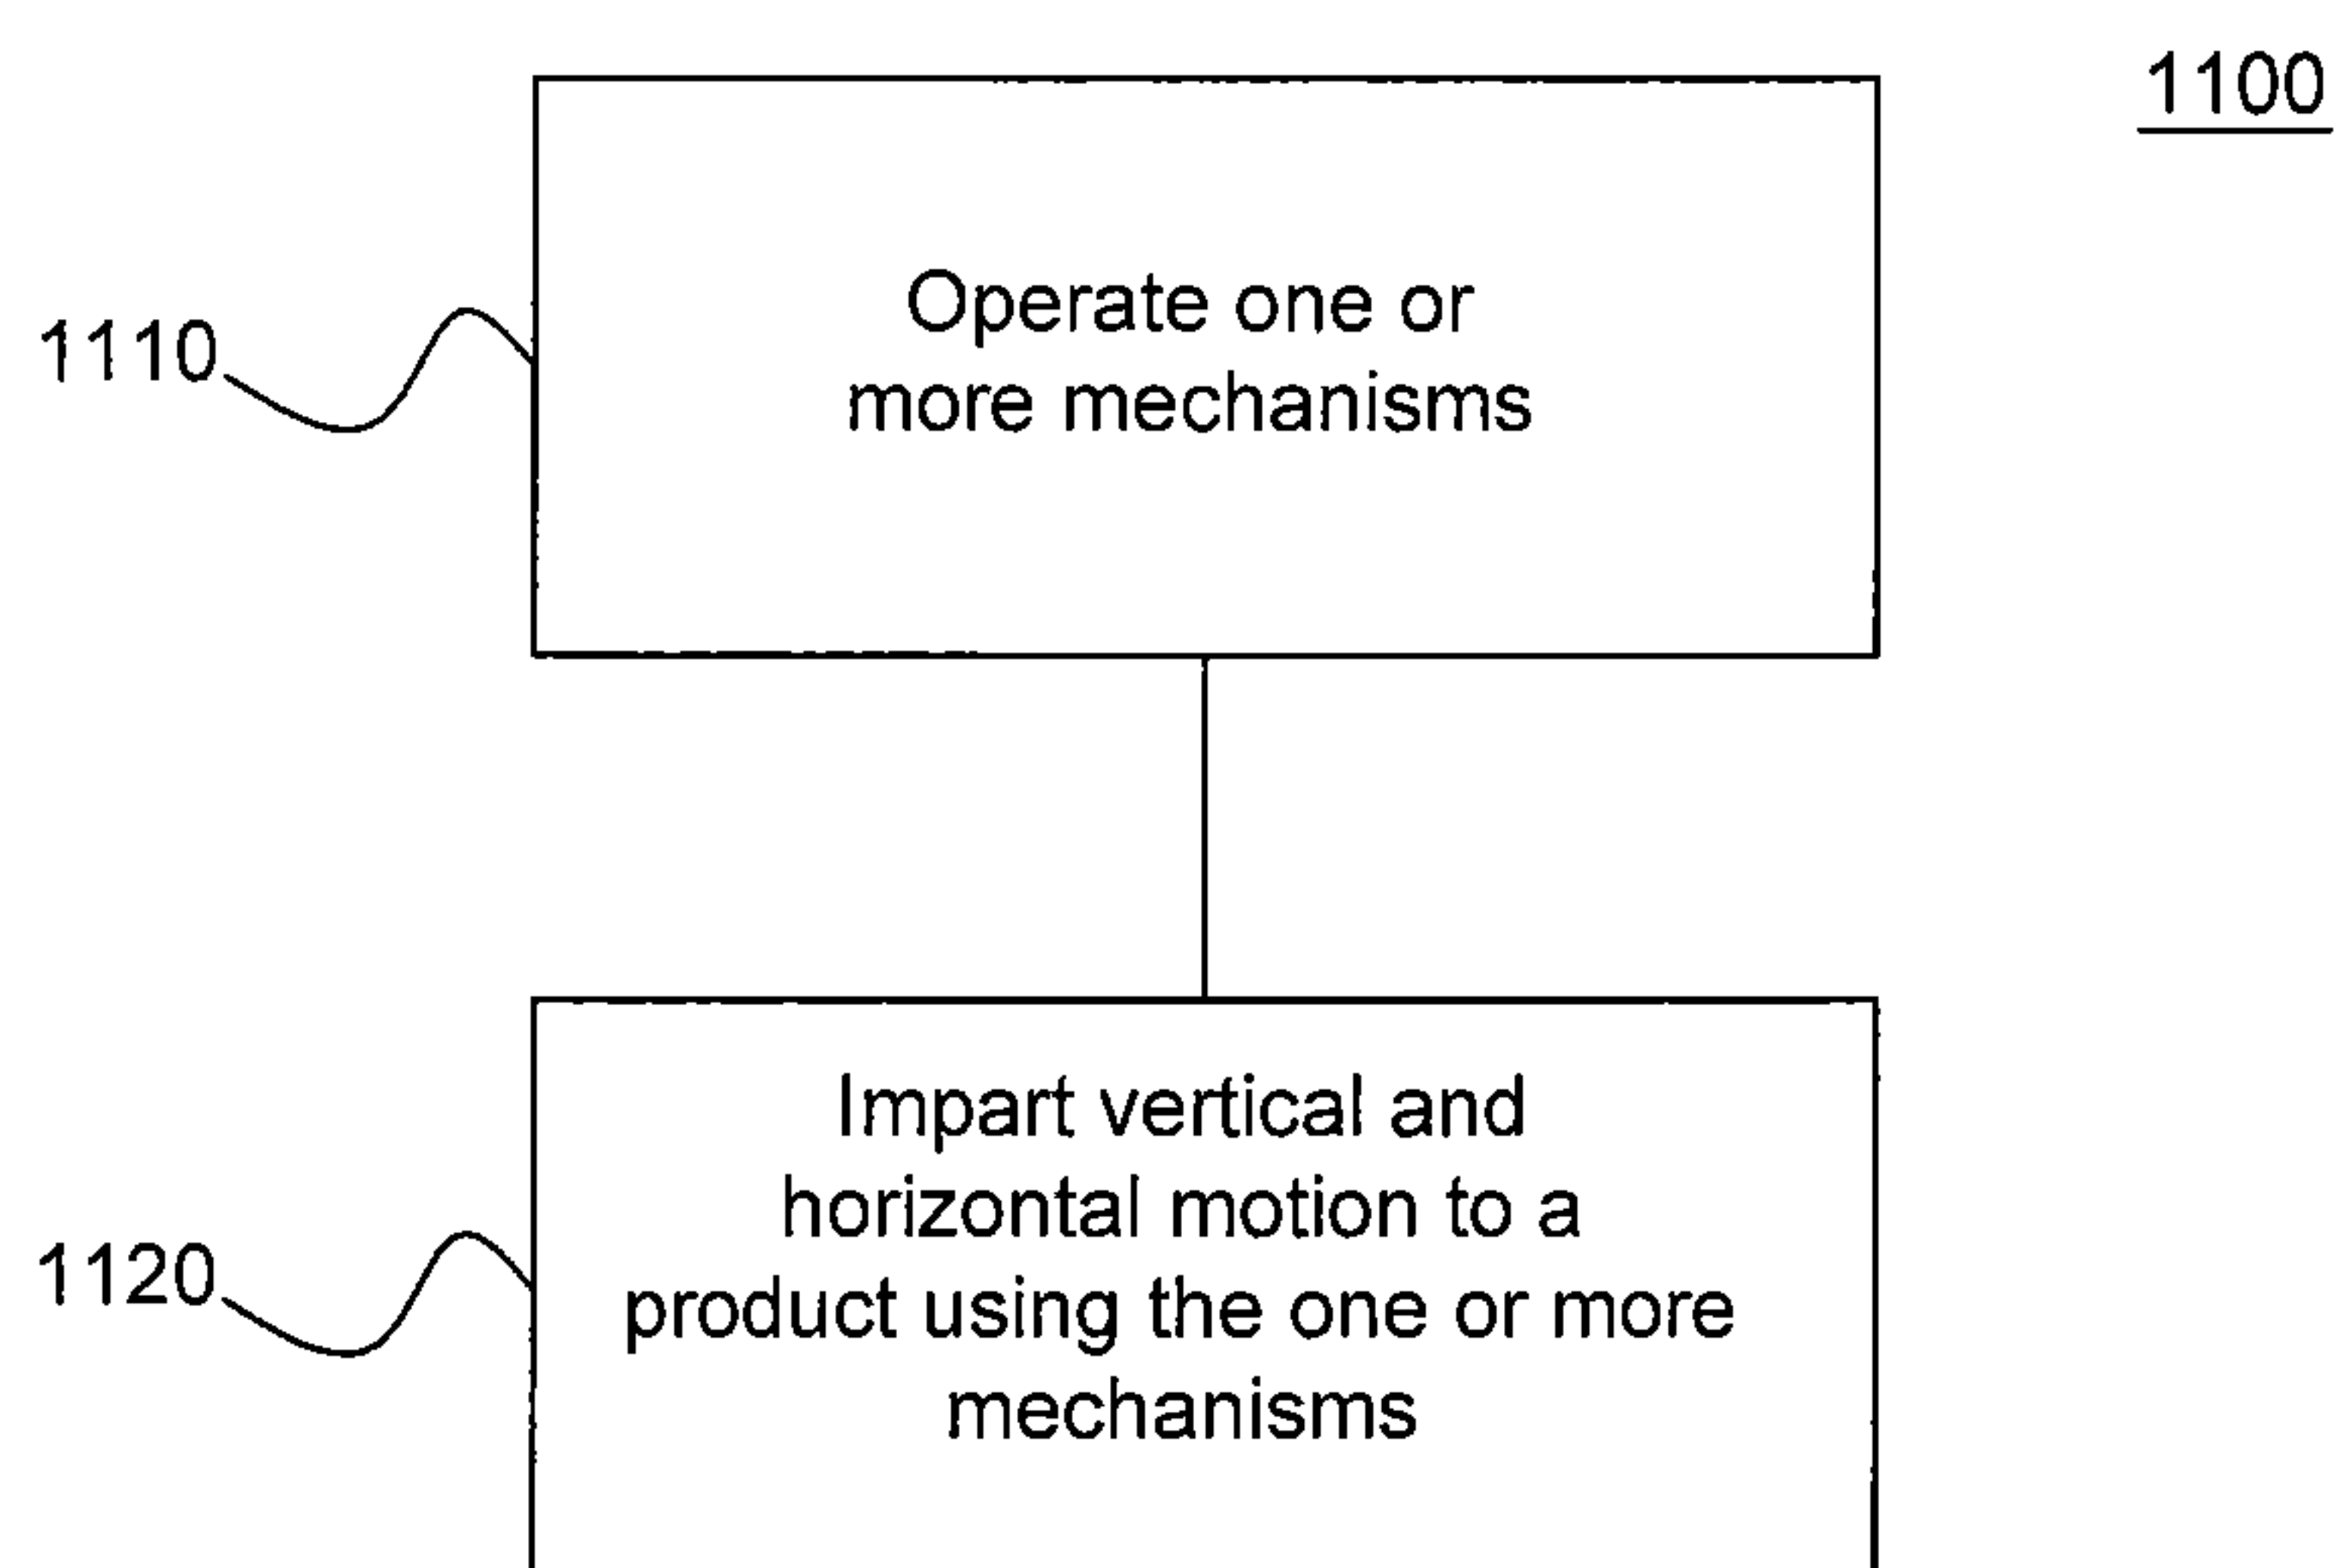 1100
Operate one or
more mechanisms
1110
Impart vertical and
horizontal motion to a
product using the one or more
mechanisms
1120